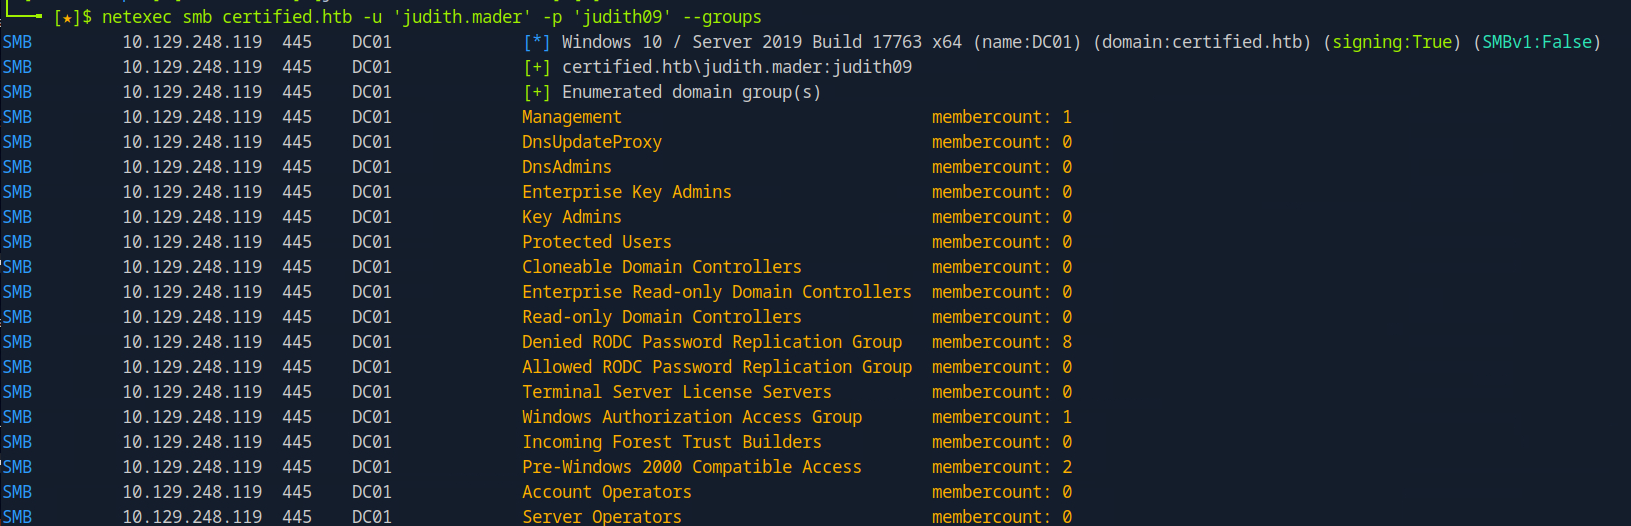 [★]$ netexec smb certified.htb -u 'judith.mader' -p 'judith09' --groups
SMB 10.129.248.119 445 DC01 [*] Windows 10 / Server 2019 Build 17763 x64 (name:DC01) (domain:certified.htb) (signing:True) (SMBv1:False)
SMB 10.129.248.119 445 DC01 [+] certified.htb\judith.mader:judith09
SMB 10.129.248.119 445 DC01 [+] Enumerated domain group(s)
SMB 10.129.248.119 445 DC01 Management membercount: 1
SMB 10.129.248.119 445 DC01 DnsUpdateProxy membercount: 0
SMB 10.129.248.119 445 DC01 DnsAdmins membercount: 0
SMB 10.129.248.119 445 DC01 Enterprise Key Admins membercount: 0
SMB 10.129.248.119 445 DC01 Key Admins membercount: 0
SMB 10.129.248.119 445 DC01 Protected Users membercount: 0
SMB 10.129.248.119 445 DC01 Cloneable Domain Controllers membercount: 0
SMB 10.129.248.119 445 DC01 Enterprise Read-only Domain Controllers membercount: 0
SMB 10.129.248.119 445 DC01 Read-only Domain Controllers membercount: 0
SMB 10.129.248.119 445 DC01 Denied RODC Password Replication Group membercount: 8
SMB 10.129.248.119 445 DC01 Allowed RODC Password Replication Group membercount: 0
SMB 10.129.248.119 445 DC01 Terminal Server License Servers membercount: 0
SMB 10.129.248.119 445 DC01 Windows Authorization Access Group membercount: 1
SMB 10.129.248.119 445 DC01 Incoming Forest Trust Builders membercount: 0
SMB 10.129.248.119 445 DC01 Pre-Windows 2000 Compatible Access membercount: 2
SMB 10.129.248.119 445 DC01 Account Operators membercount: 0
SMB 10.129.248.119 445 DC01 Server Operators membercount: 0